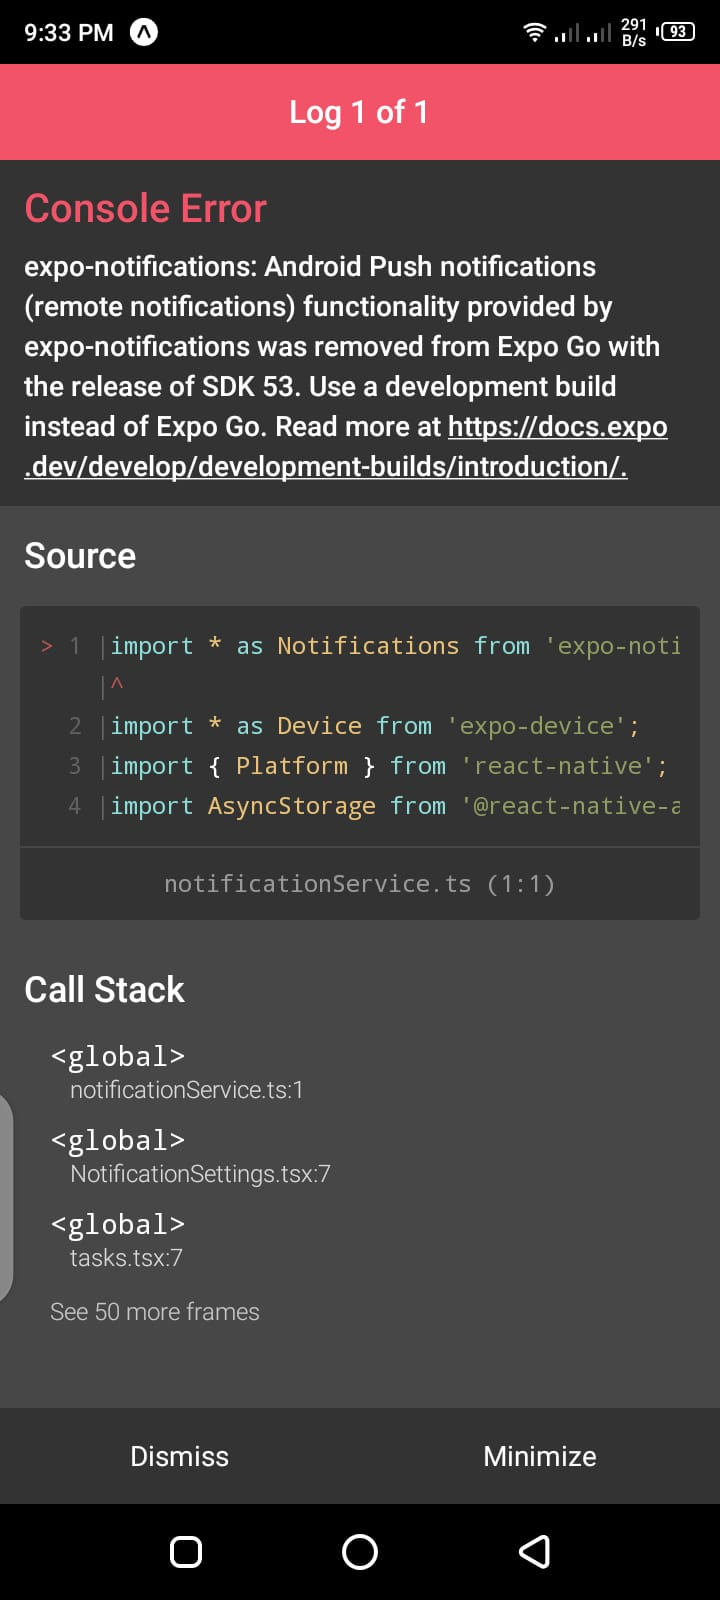 9:33 PM
291
B/s
93
Log 1 of 1
Console Error
expo-notifications: Android Push notifications
(remote notifications) functionality provided by
expo-notifications was removed from Expo Go with
the release of SDK 53. Use a development build
instead of Expo Go. Read more at https://docs.expo
.dev/develop/development-builds/introduction/.
Source
> 1 |import * as Notifications from 'expo-noti
|^
2 |import * as Device from 'expo-device';
3 |import { Platform } from 'react-native';
4 |import AsyncStorage from '@react-native-a
notificationService.ts (1:1)
Call Stack
<global>
notificationService.ts:1
<global>
NotificationSettings.tsx:7
<global>
tasks.tsx:7
See 50 more frames
Dismiss
Minimize